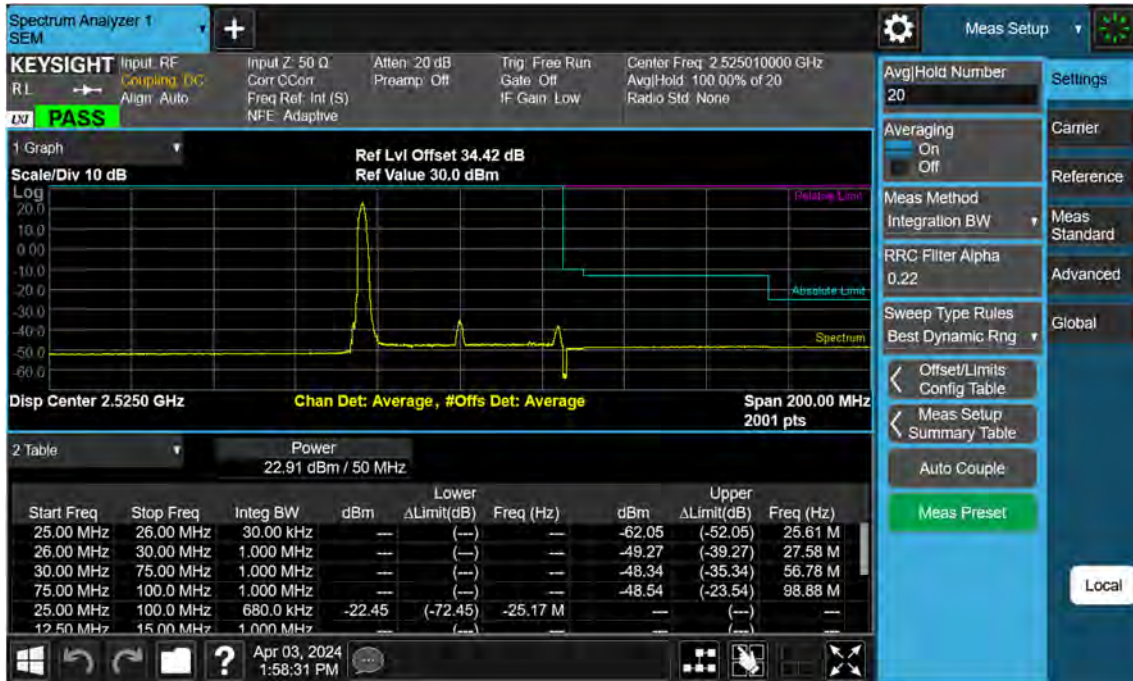 Spectrum Analyzer 1
SEM
+
Meas Setup
KEYSIGHT
RL
LXI
PASS
Input: RF
Coupling: DC
Align: Auto
Input Z: 50 Ω
Corr CCorr
Freq Ref: Int (S)
NFE: Adaptive
Atten: 20 dB
Preamp: Off
Trig: Free Run
Gate: Off
IF Gain: Low
Center Freq: 2.525010000 GHz
Avg|Hold: 100.00% of 20
Radio Std: None
1 Graph
Scale/Div 10 dB
Ref Lvl Offset 34.42 dB
Ref Value 30.0 dBm
Log
20.0
10.0
0.00
-10.0
-20.0
-30.0
-40.0
-50.0
-60.0
Relative Limit
Absolute Limit
Spectrum
Disp Center 2.5250 GHz
Chan Det: Average, #Offs Det: Average
Span 200.00 MHz
2001 pts
2 Table
Power
22.91 dBm / 50 MHz
Lower Upper
Start Freq Stop Freq Integ BW dBm ΔLimit(dB) Freq (Hz) dBm ΔLimit(dB) Freq (Hz)
25.00 MHz 26.00 MHz 30.00 kHz --- (---) --- -62.05 (-52.05) 25.61 M
26.00 MHz 30.00 MHz 1.000 MHz --- (---) --- -49.27 (-39.27) 27.58 M
30.00 MHz 75.00 MHz 1.000 MHz --- (---) --- -48.34 (-35.34) 56.78 M
75.00 MHz 100.0 MHz 1.000 MHz --- (---) --- -48.54 (-23.54) 98.88 M
25.00 MHz 100.0 MHz 680.0 kHz -22.45 (-72.45) -25.17 M --- (---) ---
12.50 MHz 15.00 MHz 1.000 MHz --- (---) --- --- (---) ---
?
Apr 03, 2024
1:58:31 PM
Avg|Hold Number
20
Averaging
On
Off
Meas Method
Integration BW
RRC Filter Alpha
0.22
Sweep Type Rules
Best Dynamic Rng
Offset/Limits
Config Table
Meas Setup
Summary Table
Auto Couple
Meas Preset
Settings
Carrier
Reference
Meas
Standard
Advanced
Global
Local